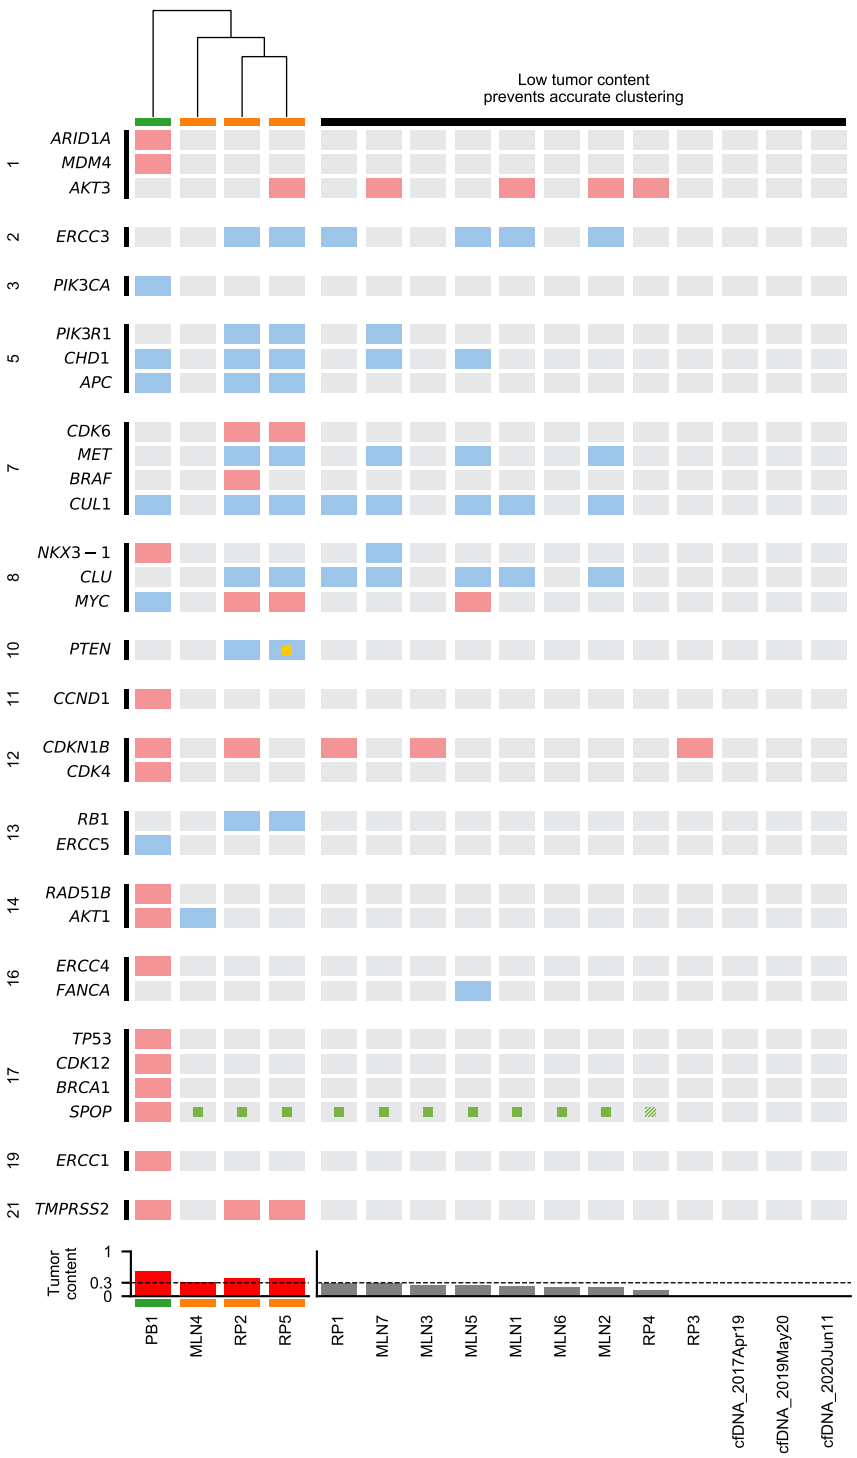 Low tumor content
prevents accurate clustering
1
ARID1A
MDM4
AKT3
2
ERCC3
3
PIK3CA
5
PIK3R1
CHD1
APC
7
CDK6
MET
BRAF
CUL1
8
NKX3 − 1
CLU
MYC
10
PTEN
11
CCND1
12
CDKN1B
CDK4
13
RB1
ERCC5
14
RAD51B
AKT1
16
ERCC4
FANCA
17
TP53
CDK12
BRCA1
SPOP
19
ERCC1
21
TMPRSS2
Tumor
content
1
0.3
0
PB1
MLN4
RP2
RP5
RP1
MLN7
MLN3
MLN5
MLN1
MLN6
MLN2
RP4
RP3
cfDNA_2017Apr19
cfDNA_2019May20
cfDNA_2020Jun11